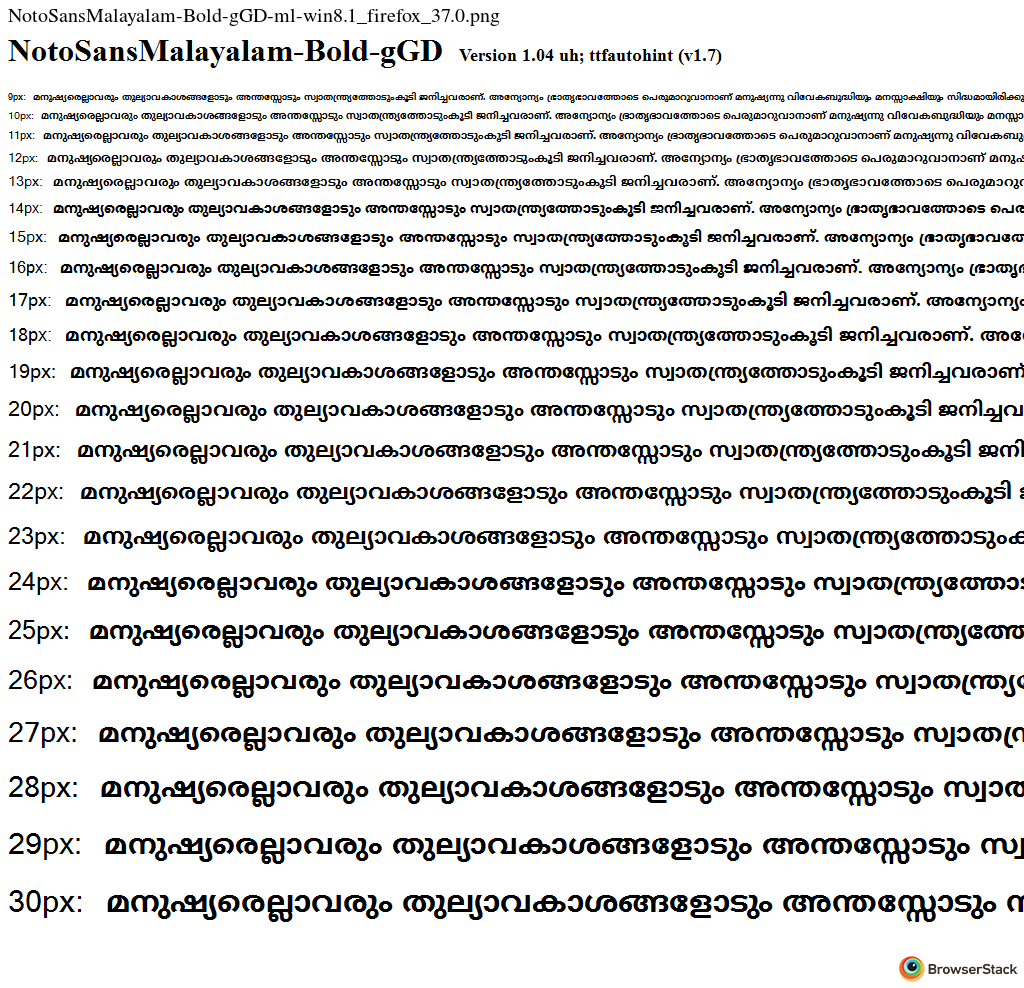 NotoSansMalayalam-Bold-gGD-ml-win8.1_firefox_37.0.png
NotoSansMalayalam-Bold-gGD Version 1.04 uh; ttfautohint (v1.7)
9px: മനുഷ്യരെല്ലാവരും തുല്യാവകാശങ്ങളോടും അന്തസ്സോടും സ്വാതന്ത്ര്യത്തോടുംകൂടി ജനിച്ചവരാണ്. അന്യോന്യം ഭ്രാതൃഭാവത്തോടെ പെരുമാറുവാനാണ് മനുഷ്യന്നു വിവേകബുദ്ധിയും മനസ്സാക്ഷിയും സിദ്ധമായിരിക്കു
10px: മനുഷ്യരെല്ലാവരും തുല്യാവകാശങ്ങളോടും അന്തസ്സോടും സ്വാതന്ത്ര്യത്തോടുംകൂടി ജനിച്ചവരാണ്. അന്യോന്യം ഭ്രാതൃഭാവത്തോടെ പെരുമാറുവാനാണ് മനുഷ്യന്നു വിവേകബുദ്ധിയും മനസ്സാ
11px: മനുഷ്യരെല്ലാവരും തുല്യാവകാശങ്ങളോടും അന്തസ്സോടും സ്വാതന്ത്ര്യത്തോടുംകൂടി ജനിച്ചവരാണ്. അന്യോന്യം ഭ്രാതൃഭാവത്തോടെ പെരുമാറുവാനാണ് മനുഷ്യന്നു വിവേകബു
12px: മനുഷ്യരെല്ലാവരും തുല്യാവകാശങ്ങളോടും അന്തസ്സോടും സ്വാതന്ത്ര്യത്തോടുംകൂടി ജനിച്ചവരാണ്. അന്യോന്യം ഭ്രാതൃഭാവത്തോടെ പെരുമാറുവാനാണ് മനുഷ
13px: മനുഷ്യരെല്ലാവരും തുല്യാവകാശങ്ങളോടും അന്തസ്സോടും സ്വാതന്ത്ര്യത്തോടുംകൂടി ജനിച്ചവരാണ്. അന്യോന്യം ഭ്രാതൃഭാവത്തോടെ പെരുമാറു
14px: മനുഷ്യരെല്ലാവരും തുല്യാവകാശങ്ങളോടും അന്തസ്സോടും സ്വാതന്ത്ര്യത്തോടുംകൂടി ജനിച്ചവരാണ്. അന്യോന്യം ഭ്രാതൃഭാവത്തോടെ പെര
15px: മനുഷ്യരെല്ലാവരും തുല്യാവകാശങ്ങളോടും അന്തസ്സോടും സ്വാതന്ത്ര്യത്തോടുംകൂടി ജനിച്ചവരാണ്. അന്യോന്യം ഭ്രാതൃഭാവത്തേ
16px: മനുഷ്യരെല്ലാവരും തുല്യാവകാശങ്ങളോടും അന്തസ്സോടും സ്വാതന്ത്ര്യത്തോടുംകൂടി ജനിച്ചവരാണ്. അന്യോന്യം ഭ്രാതൃഭ
17px: മനുഷ്യരെല്ലാവരും തുല്യാവകാശങ്ങളോടും അന്തസ്സോടും സ്വാതന്ത്ര്യത്തോടുംകൂടി ജനിച്ചവരാണ്. അന്യോന്യം
18px: മനുഷ്യരെല്ലാവരും തുല്യാവകാശങ്ങളോടും അന്തസ്സോടും സ്വാതന്ത്ര്യത്തോടുംകൂടി ജനിച്ചവരാണ്. അന്യേ
19px: മനുഷ്യരെല്ലാവരും തുല്യാവകാശങ്ങളോടും അന്തസ്സോടും സ്വാതന്ത്ര്യത്തോടുംകൂടി ജനിച്ചവരാണ്
20px: മനുഷ്യരെല്ലാവരും തുല്യാവകാശങ്ങളോടും അന്തസ്സോടും സ്വാതന്ത്ര്യത്തോടുംകൂടി ജനിച്ചവ
21px: മനുഷ്യരെല്ലാവരും തുല്യാവകാശങ്ങളോടും അന്തസ്സോടും സ്വാതന്ത്ര്യത്തോടുംകൂടി ജനി
22px: മനുഷ്യരെല്ലാവരും തുല്യാവകാശങ്ങളോടും അന്തസ്സോടും സ്വാതന്ത്ര്യത്തോടുംകൂടി
23px: മനുഷ്യരെല്ലാവരും തുല്യാവകാശങ്ങളോടും അന്തസ്സോടും സ്വാതന്ത്ര്യത്തോടുംക
24px: മനുഷ്യരെല്ലാവരും തുല്യാവകാശങ്ങളോടും അന്തസ്സോടും സ്വാതന്ത്ര്യത്തോ
25px: മനുഷ്യരെല്ലാവരും തുല്യാവകാശങ്ങളോടും അന്തസ്സോടും സ്വാതന്ത്ര്യത്തേ
26px: മനുഷ്യരെല്ലാവരും തുല്യാവകാശങ്ങളോടും അന്തസ്സോടും സ്വാതന്ത്ര്യ
27px: മനുഷ്യരെല്ലാവരും തുല്യാവകാശങ്ങളോടും അന്തസ്സോടും സ്വാതന്ത്ര
28px: മനുഷ്യരെല്ലാവരും തുല്യാവകാശങ്ങളോടും അന്തസ്സോടും സ്വാത
29px: മനുഷ്യരെല്ലാവരും തുല്യാവകാശങ്ങളോടും അന്തസ്സോടും സ്വ
30px: മനുഷ്യരെല്ലാവരും തുല്യാവകാശങ്ങളോടും അന്തസ്സോടും
BrowserStack